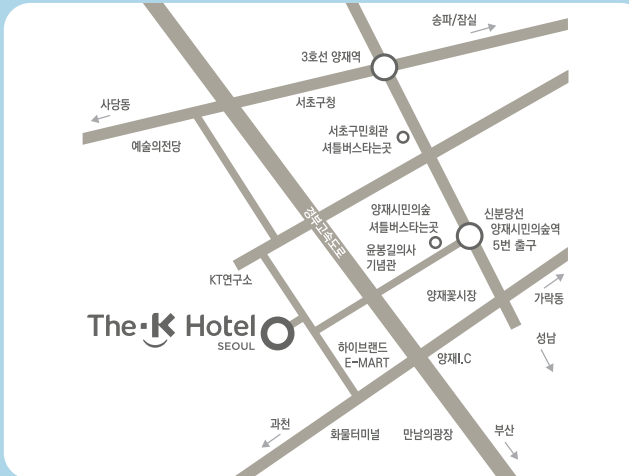 송파/잠실
3호선 양재역
사당동
서초구청
예술의전당
서초구민회관
셔틀버스타는곳
경부고속도로
양재시민의숲
셔틀버스타는곳
신분당선
양재시민의숲역
5번 출구
윤봉길의사
기념관
KT연구소
양재꽃시장
가락동
The-K Hotel
SEOUL
하이브랜드
E-MART
양재I.C
성남
과천
화물터미널
만남의광장
부산